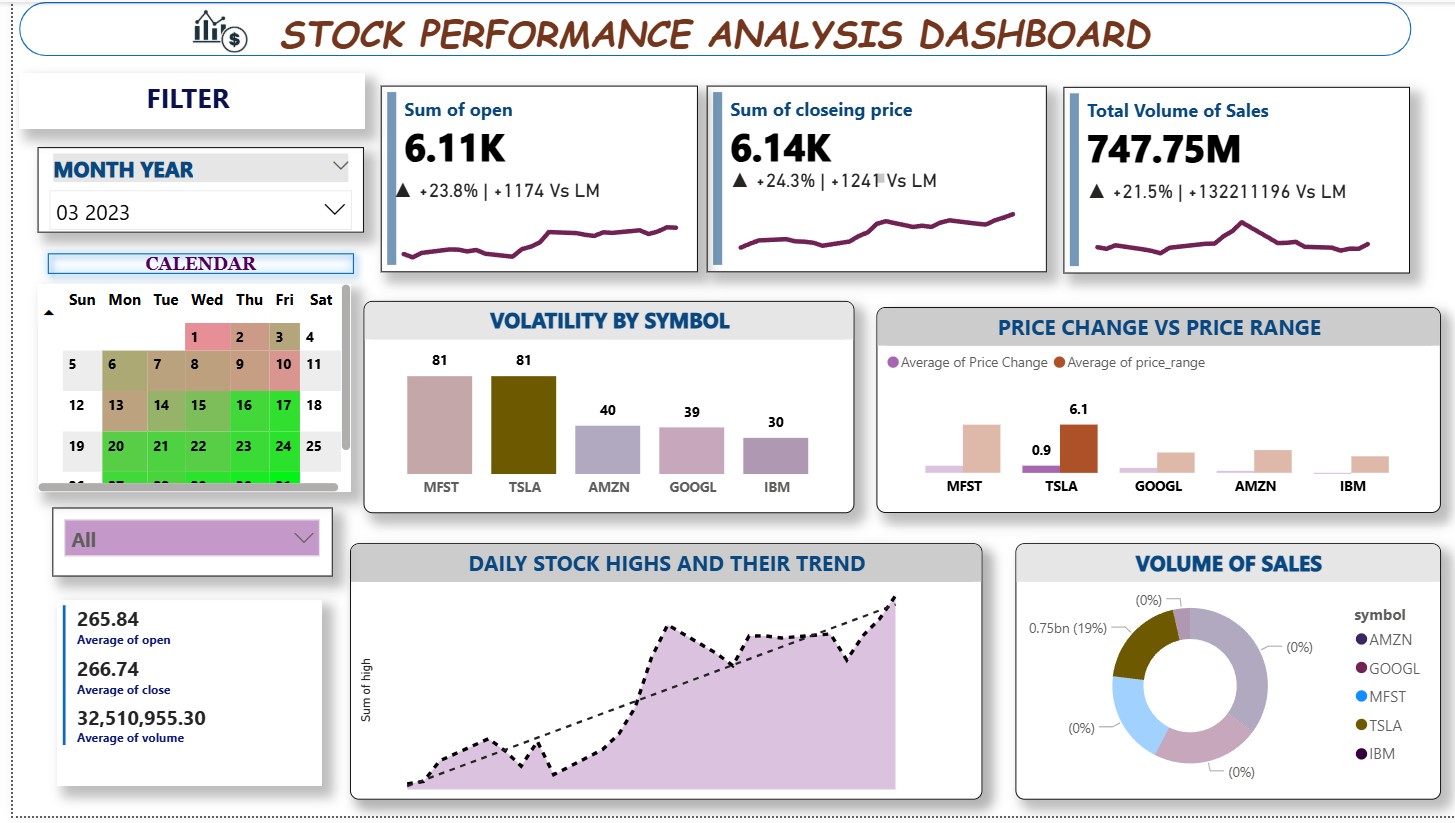 STOCK PERFORMANCE ANALYSIS DASHBOARD
FILTER
MONTH YEAR
03 2023
CALENDAR
Sun Mon Tue Wed Thu Fri Sat
1 2 3 4
5 6 7 8 9 10 11
12 13 14 15 16 17 18
19 20 21 22 23 24 25
All
265.84
Average of open
266.74
Average of close
32,510,955.30
Average of volume
Sum of open
6.11K
▲ +23.8% | +1174 Vs LM
Sum of closeing price
6.14K
▲ +24.3% | +1241 Vs LM
Total Volume of Sales
747.75M
▲ +21.5% | +132211196 Vs LM
VOLATILITY BY SYMBOL
81 81 40 39 30
MFST TSLA AMZN GOOGL IBM
PRICE CHANGE VS PRICE RANGE
Average of Price Change Average of price_range
0.9 6.1
MFST TSLA GOOGL AMZN IBM
DAILY STOCK HIGHS AND THEIR TREND
Sum of high
VOLUME OF SALES
(0%)
0.75bn (19%)
(0%)
(0%)
(0%)
symbol
AMZN
GOOGL
MFST
TSLA
IBM